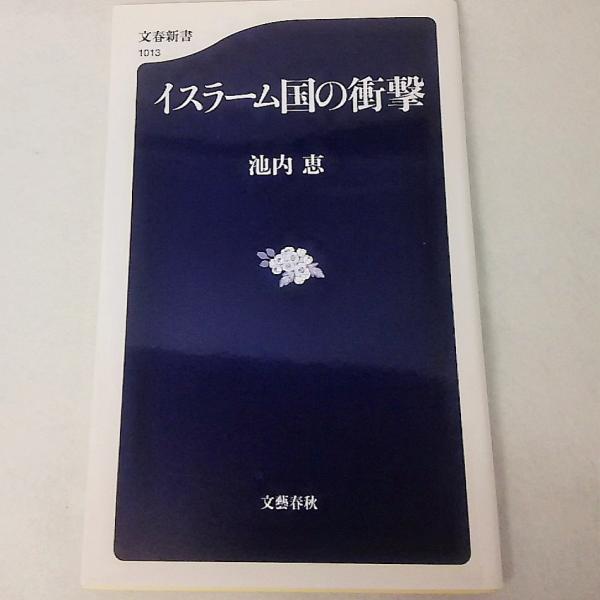 文春新書
1013
イスラーム国の衝撃
池内 恵
文藝春秋